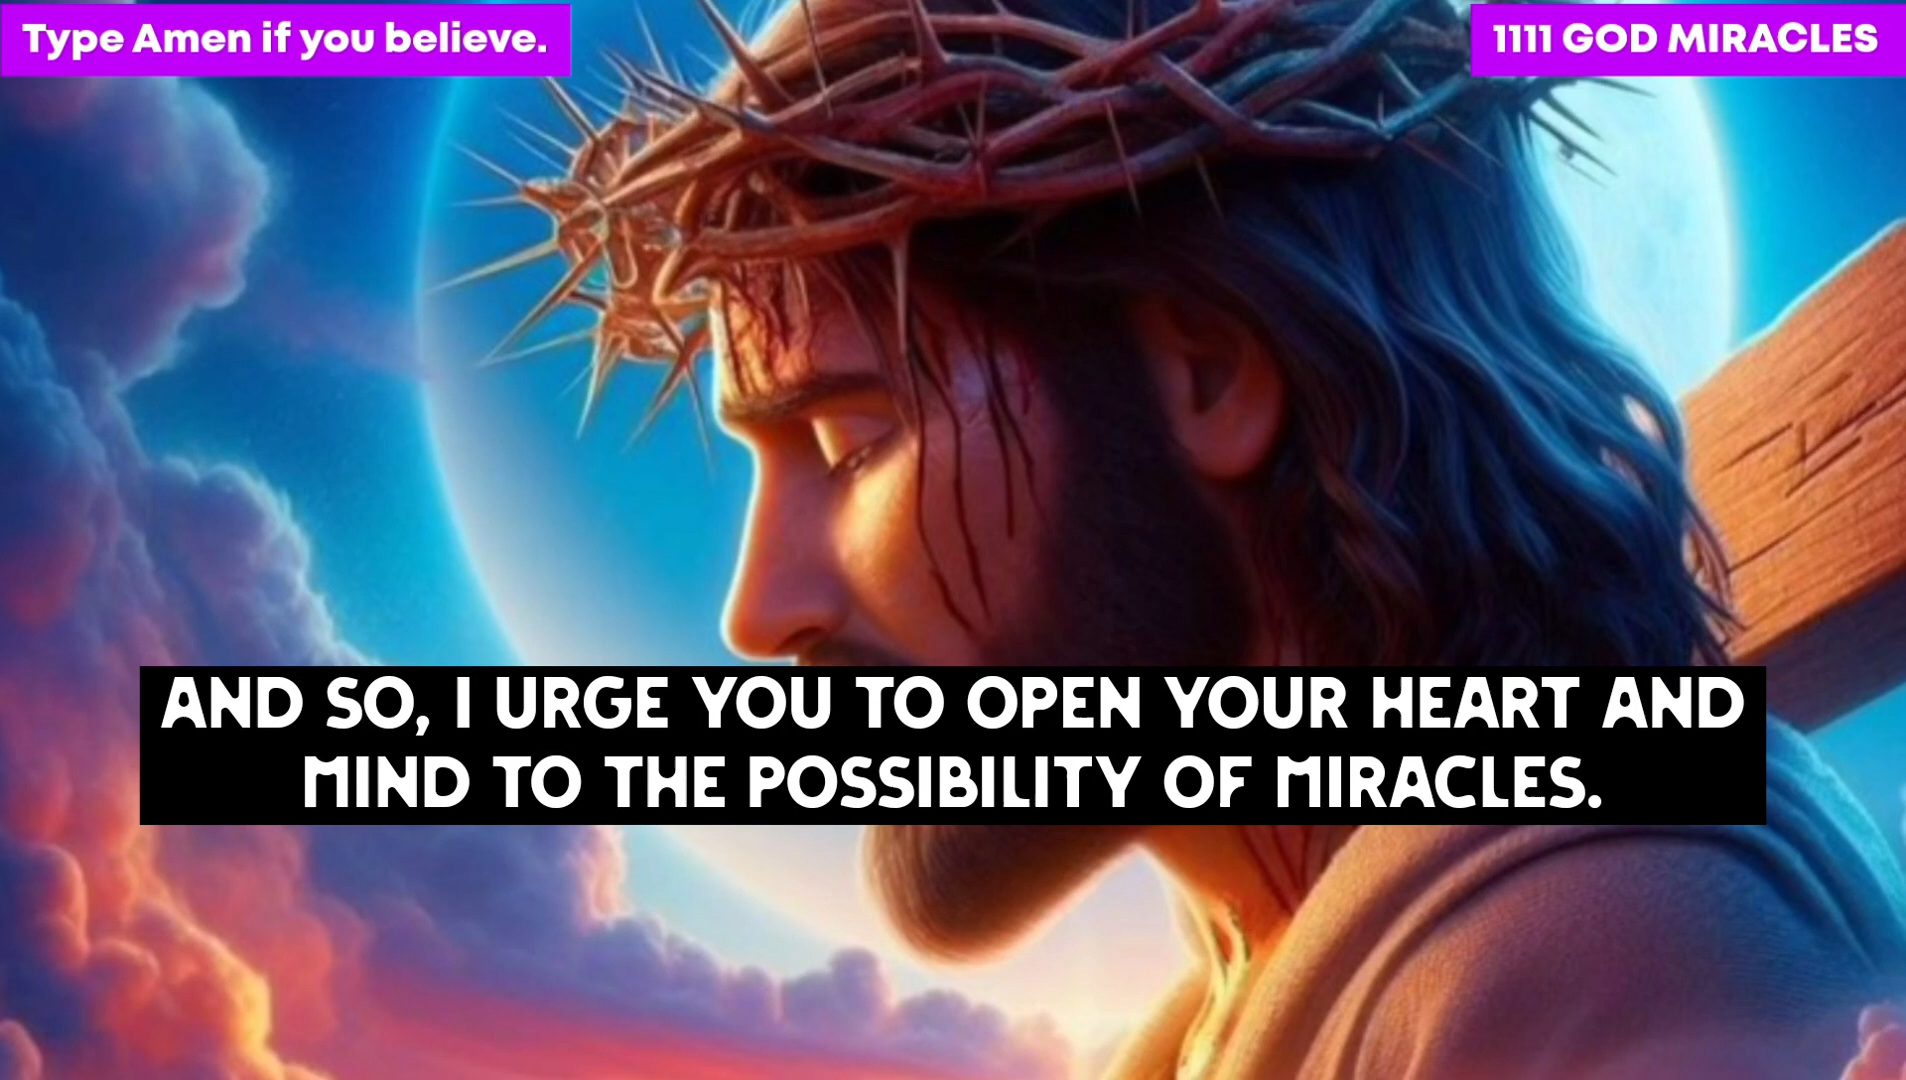 Type Amen if you believe.
1111 GOD MIRACLES
AND SO, I URGE YOU TO OPEN YOUR HEART AND
MIND TO THE POSSIBILITY OF MIRACLES.